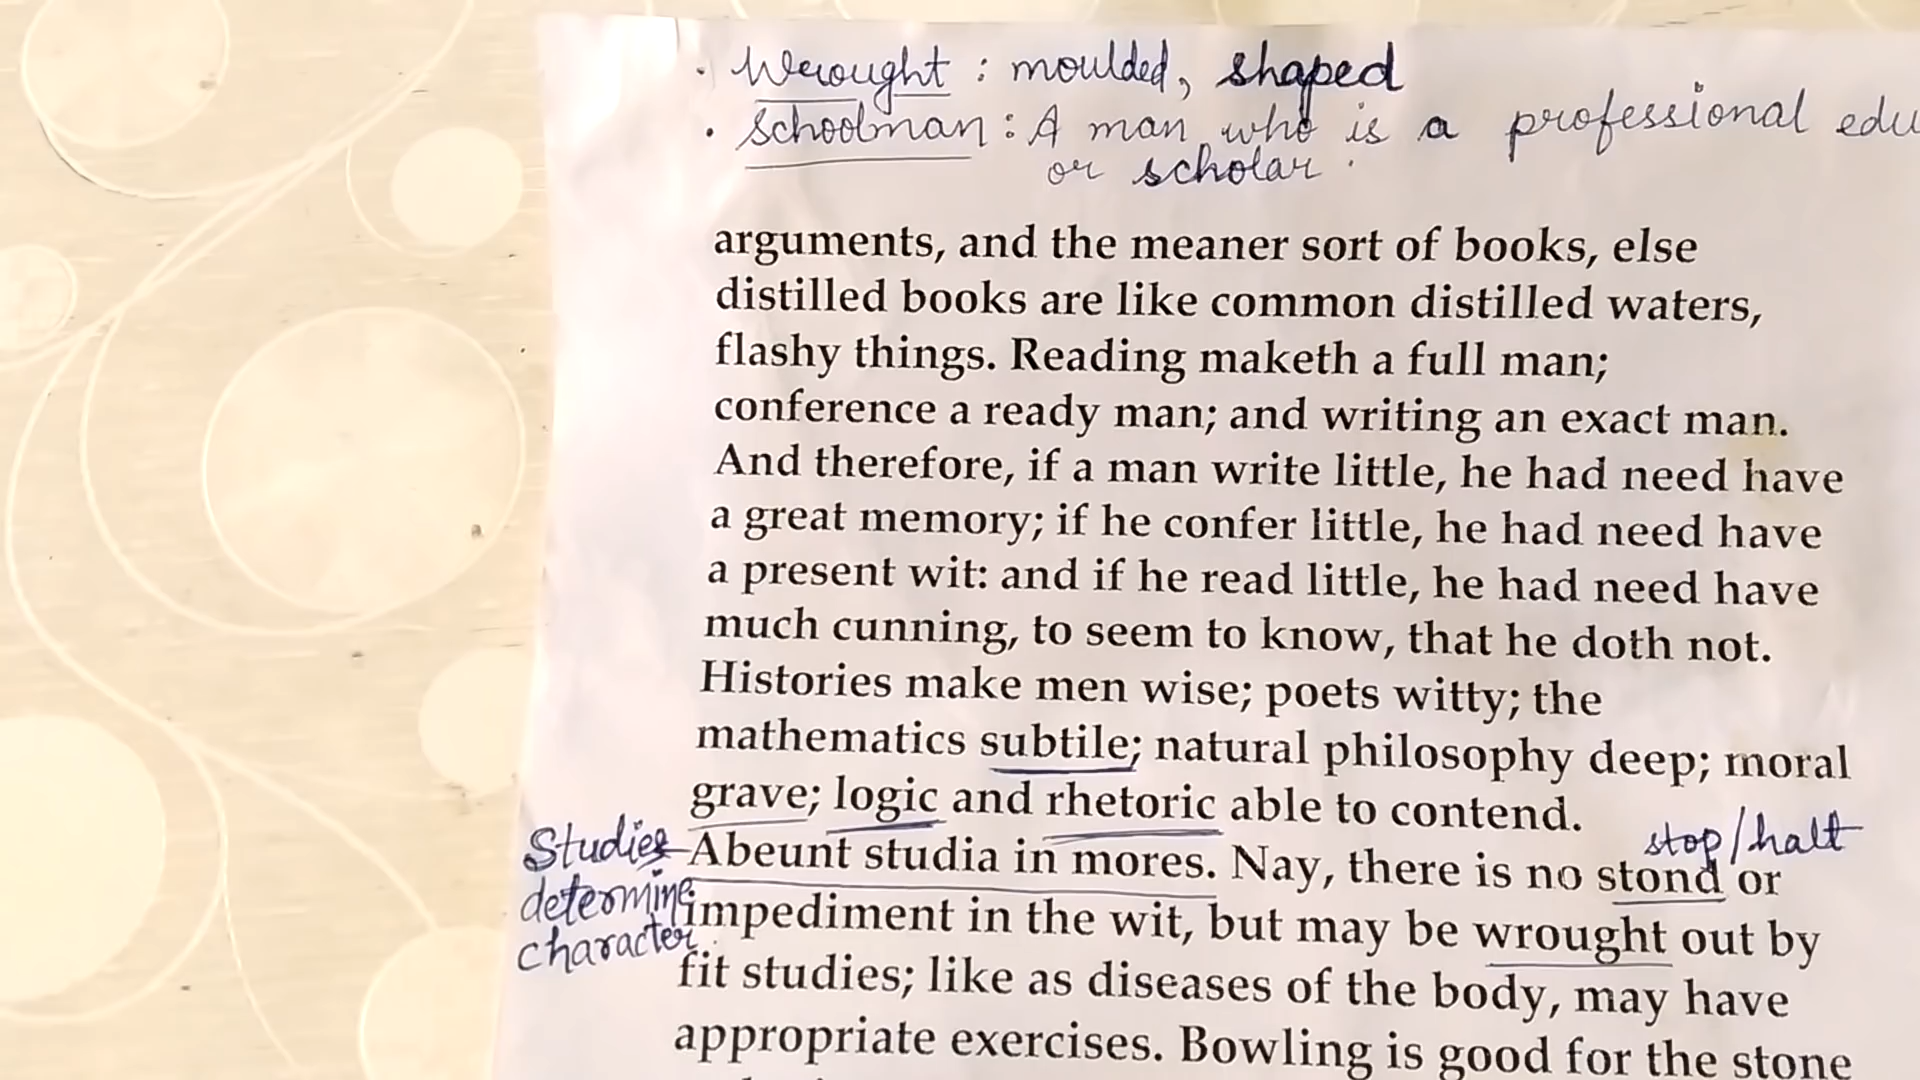 . Wrought : moulded, shaped
. Schoolman : A man who is a professional edu
or scholar .
arguments, and the meaner sort of books, else
distilled books are like common distilled waters,
flashy things. Reading maketh a full man;
conference a ready man; and writing an exact man.
And therefore, if a man write little, he had need have
a great memory; if he confer little, he had need have
a present wit: and if he read little, he had need have
much cunning, to seem to know, that he doth not.
Histories make men wise; poets witty; the
mathematics subtile; natural philosophy deep; moral
grave; logic and rhetoric able to contend.
stop/halt
Studies
Abeunt studia in mores. Nay, there is no stond or
determine
impediment in the wit, but may be wrought out by
character.
fit studies; like as diseases of the body, may have
appropriate exercises. Bowling is good for the stone